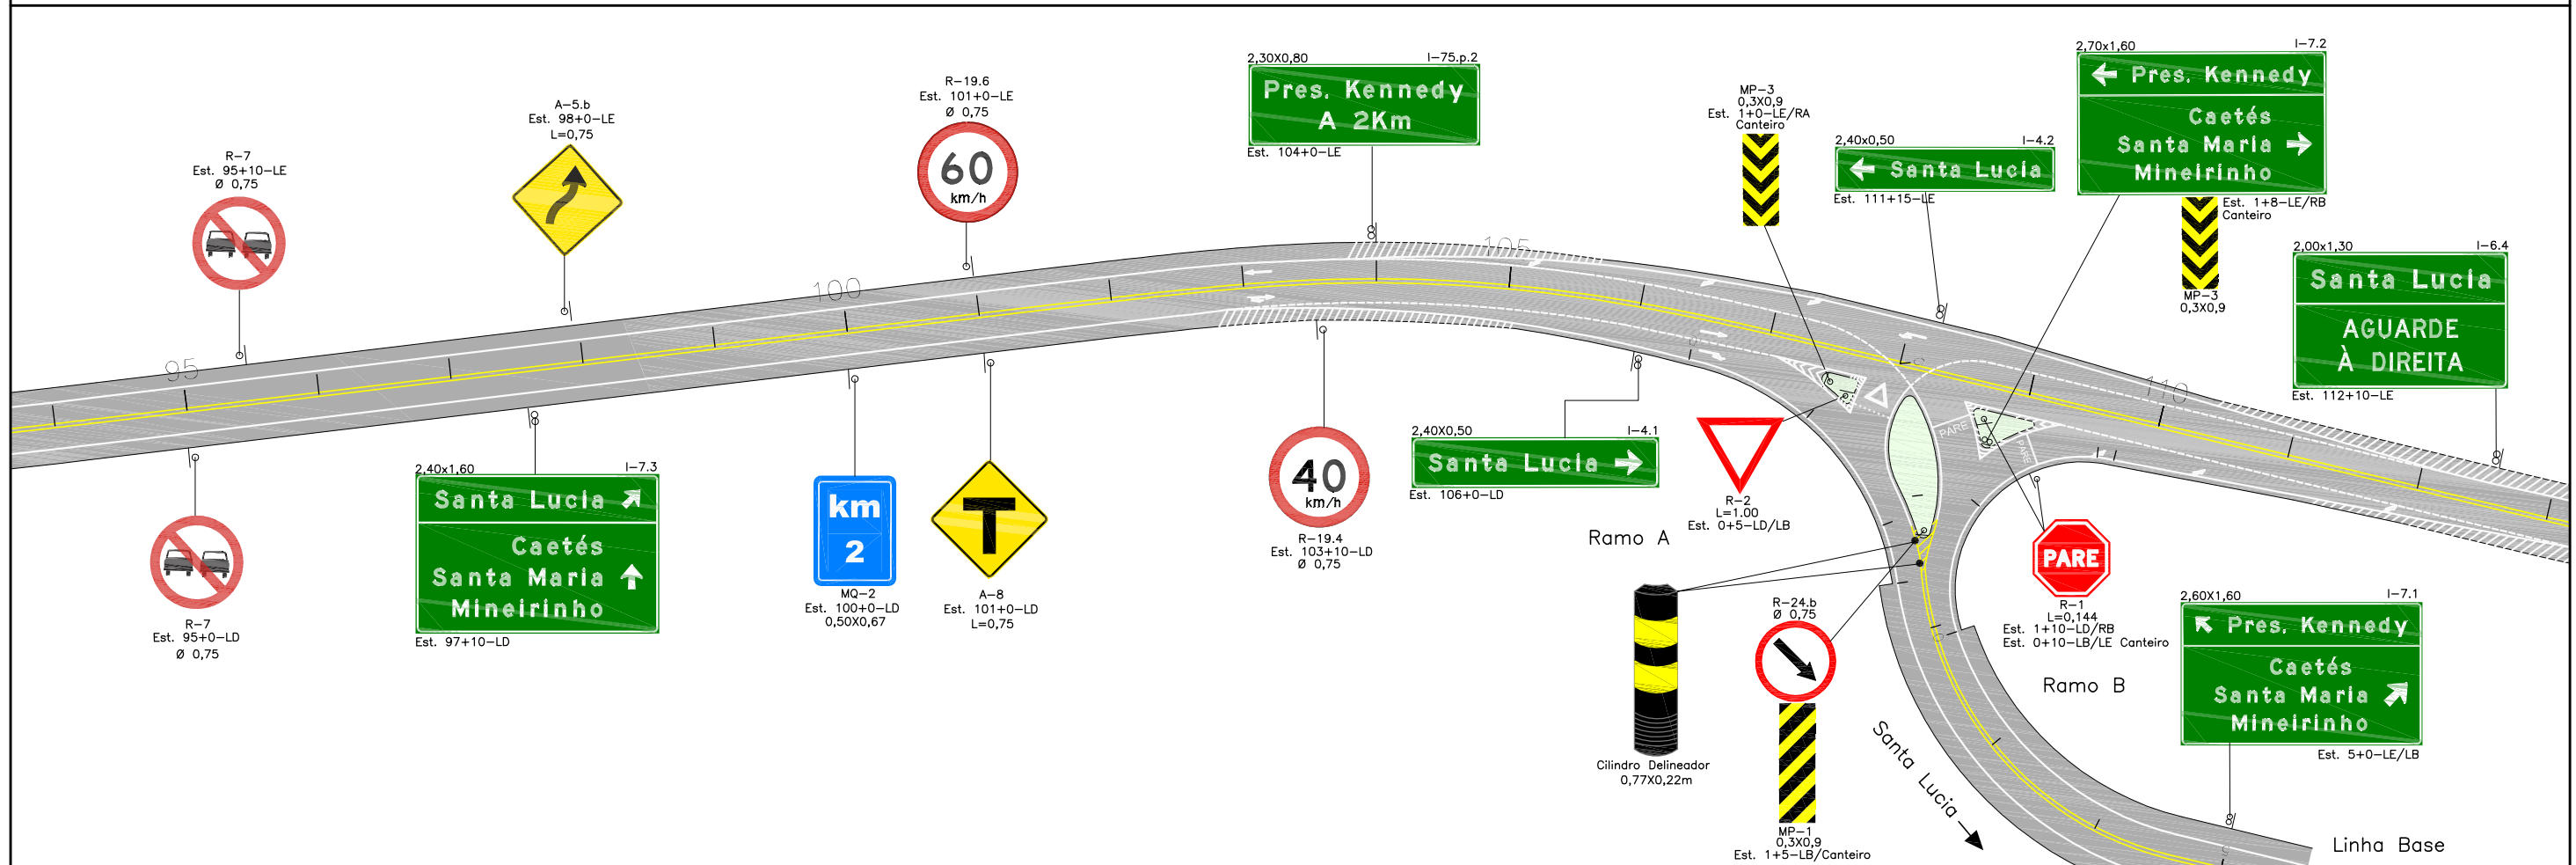 R-7
Est. 95+10-LE
Ø 0,75
A-5.b
Est. 98+0-LE
L=0,75
R-19.6
Est. 101+0-LE
Ø 0,75
60
km/h
2,30X0,80 I-75.p.2
Pres. Kennedy
A 2Km
Est. 104+0-LE
MP-3
0,3X0,9
Est. 1+0-LE/RA
Canteiro
2,40x0,50 I-4.2
Santa Lucia
Est. 111+15-LE
2,70x1,60 I-7.2
Pres. Kennedy
Caetés
Santa Maria
Mineirinho
Est. 1+8-LE/RB
Canteiro
MP-3
0,3X0,9
2,00x1,30 I-6.4
Santa Lucia
AGUARDE
À DIREITA
Est. 112+10-LE
95
100
105
110
PARE
PARE
R-7
Est. 95+0-LD
Ø 0,75
2,40x1,60 I-7.3
Santa Lucia
Caetés
Santa Maria
Mineirinho
Est. 97+10-LD
km
2
MQ-2
Est. 100+0-LD
0,50X0,67
A-8
Est. 101+0-LD
L=0,75
40
km/h
R-19.4
Est. 103+10-LD
Ø 0,75
2,40X0,50 I-4.1
Santa Lucia
Est. 106+0-LD
R-2
L=1.00
Est. 0+5-LD/LB
Ramo A
Cilindro Delineador
0,77X0,22m
R-24.b
Ø 0,75
MP-1
0,3X0,9
Est. 1+5-LB/Canteiro
PARE
R-1
L=0,144
Est. 1+10-LD/RB
Est. 0+10-LB/LE Canteiro
Ramo B
2,60X1,60 I-7.1
Pres. Kennedy
Caetés
Santa Maria
Mineirinho
Est. 5+0-LE/LB
Santa Lucia
Linha Base